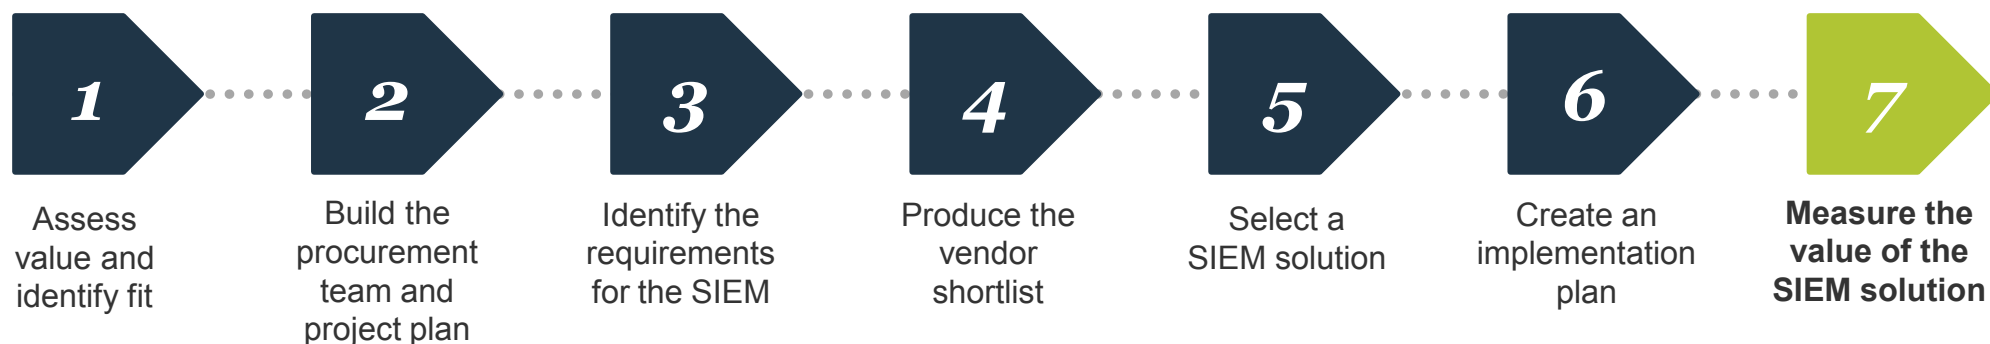 1
Assess
value and
identify fit
2
Build the
procurement
team and
project plan
3
Identify the
requirements
for the SIEM
4
Produce the
vendor
shortlist
5
Select a
SIEM solution
6
Create an
implementation
plan
7
Measure the
value of the
SIEM solution